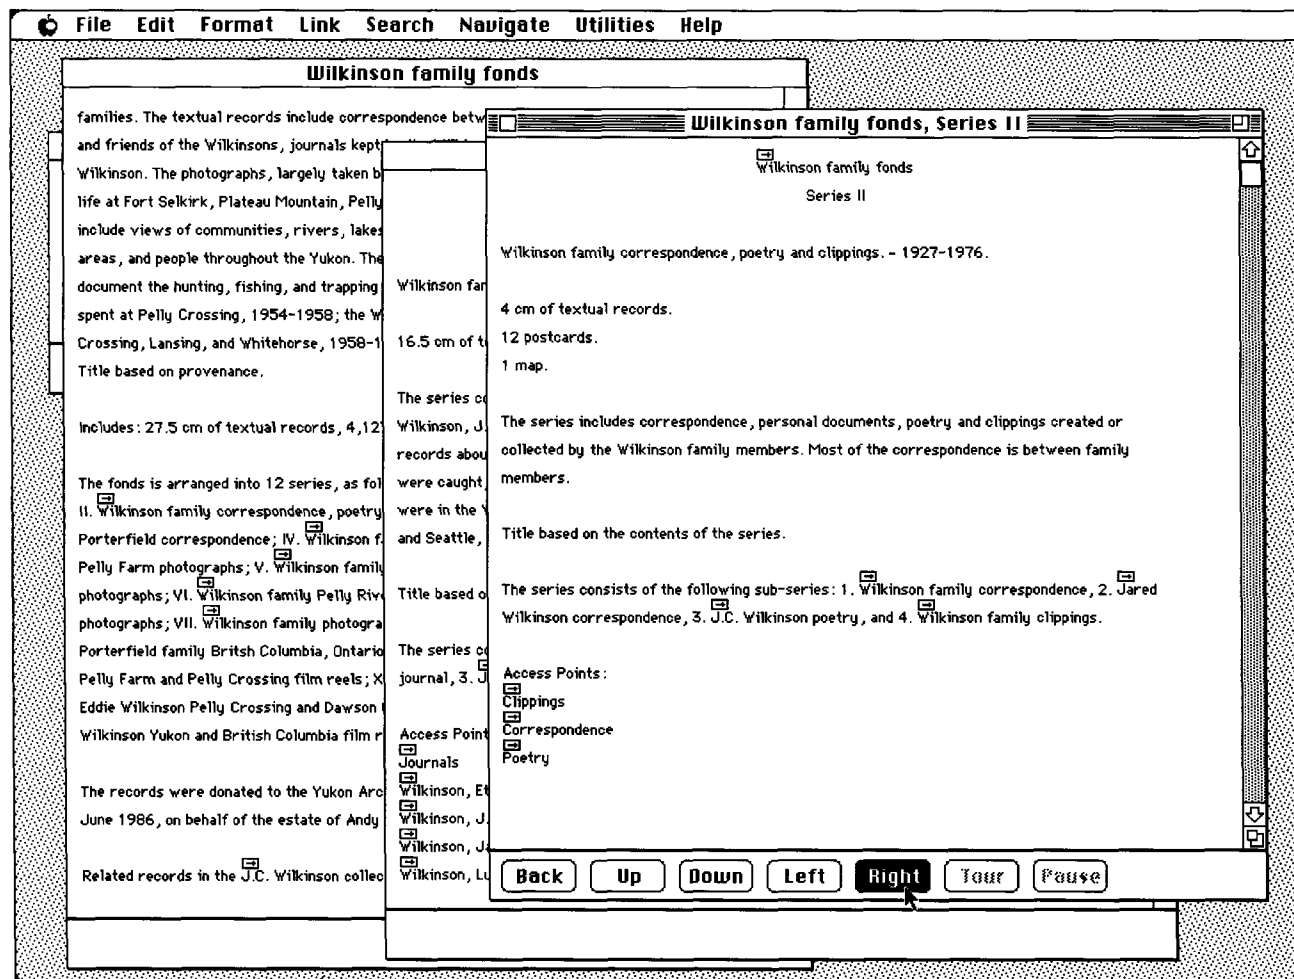 File Edit Format Link Search Navigate Utilities Help
Wilkinson family fonds
families. The textual records include correspondence betw
and friends of the Wilkinsons, journals kept
Wilkinson. The photographs, largely taken b
life at Fort Selkirk, Plateau Mountain, Pelly
include views of communities, rivers, lakes
areas, and people throughout the Yukon. The
document the hunting, fishing, and trapping
spent at Pelly Crossing, 1954-1958; the W
Crossing, Lansing, and Whitehorse, 1958-1
Title based on provenance.
Includes: 27.5 cm of textual records, 4,12
The fonds is arranged into 12 series, as fol
II. Wilkinson family correspondence, poetry
Porterfield correspondence; IV. Wilkinson f
Pelly Farm photographs; V. Wilkinson family
photographs; VI. Wilkinson family Pelly Rive
photographs; VII. Wilkinson family photogra
Porterfield family Britsh Columbia, Ontario
Pelly Farm and Pelly Crossing film reels; X
Eddie Wilkinson Pelly Crossing and Dawson
Wilkinson Yukon and British Columbia film r
The records were donated to the Yukon Arc
June 1986, on behalf of the estate of Andy
Related records in the J.C. Wilkinson collec
Wilkinson fam
16.5 cm of t
The series co
Wilkinson, J.
records abou
were caught,
were in the Y
and Seattle,
Title based o
The series co
journal, 3. J
Access Point
Journals
Wilkinson, Et
Wilkinson, J.
Wilkinson, Ja
Wilkinson, Lu
Wilkinson family fonds, Series II
Wilkinson family fonds
Series II
Wilkinson family correspondence, poetry and clippings. - 1927-1976.
4 cm of textual records.
12 postcards.
1 map.
The series includes correspondence, personal documents, poetry and clippings created or
collected by the Wilkinson family members. Most of the correspondence is between family
members.
Title based on the contents of the series.
The series consists of the following sub-series: 1. Wilkinson family correspondence, 2. Jared
Wilkinson correspondence, 3. J.C. Wilkinson poetry, and 4. Wilkinson family clippings.
Access Points:
Clippings
Correspondence
Poetry
Back Up Down Left Right Tour Pause